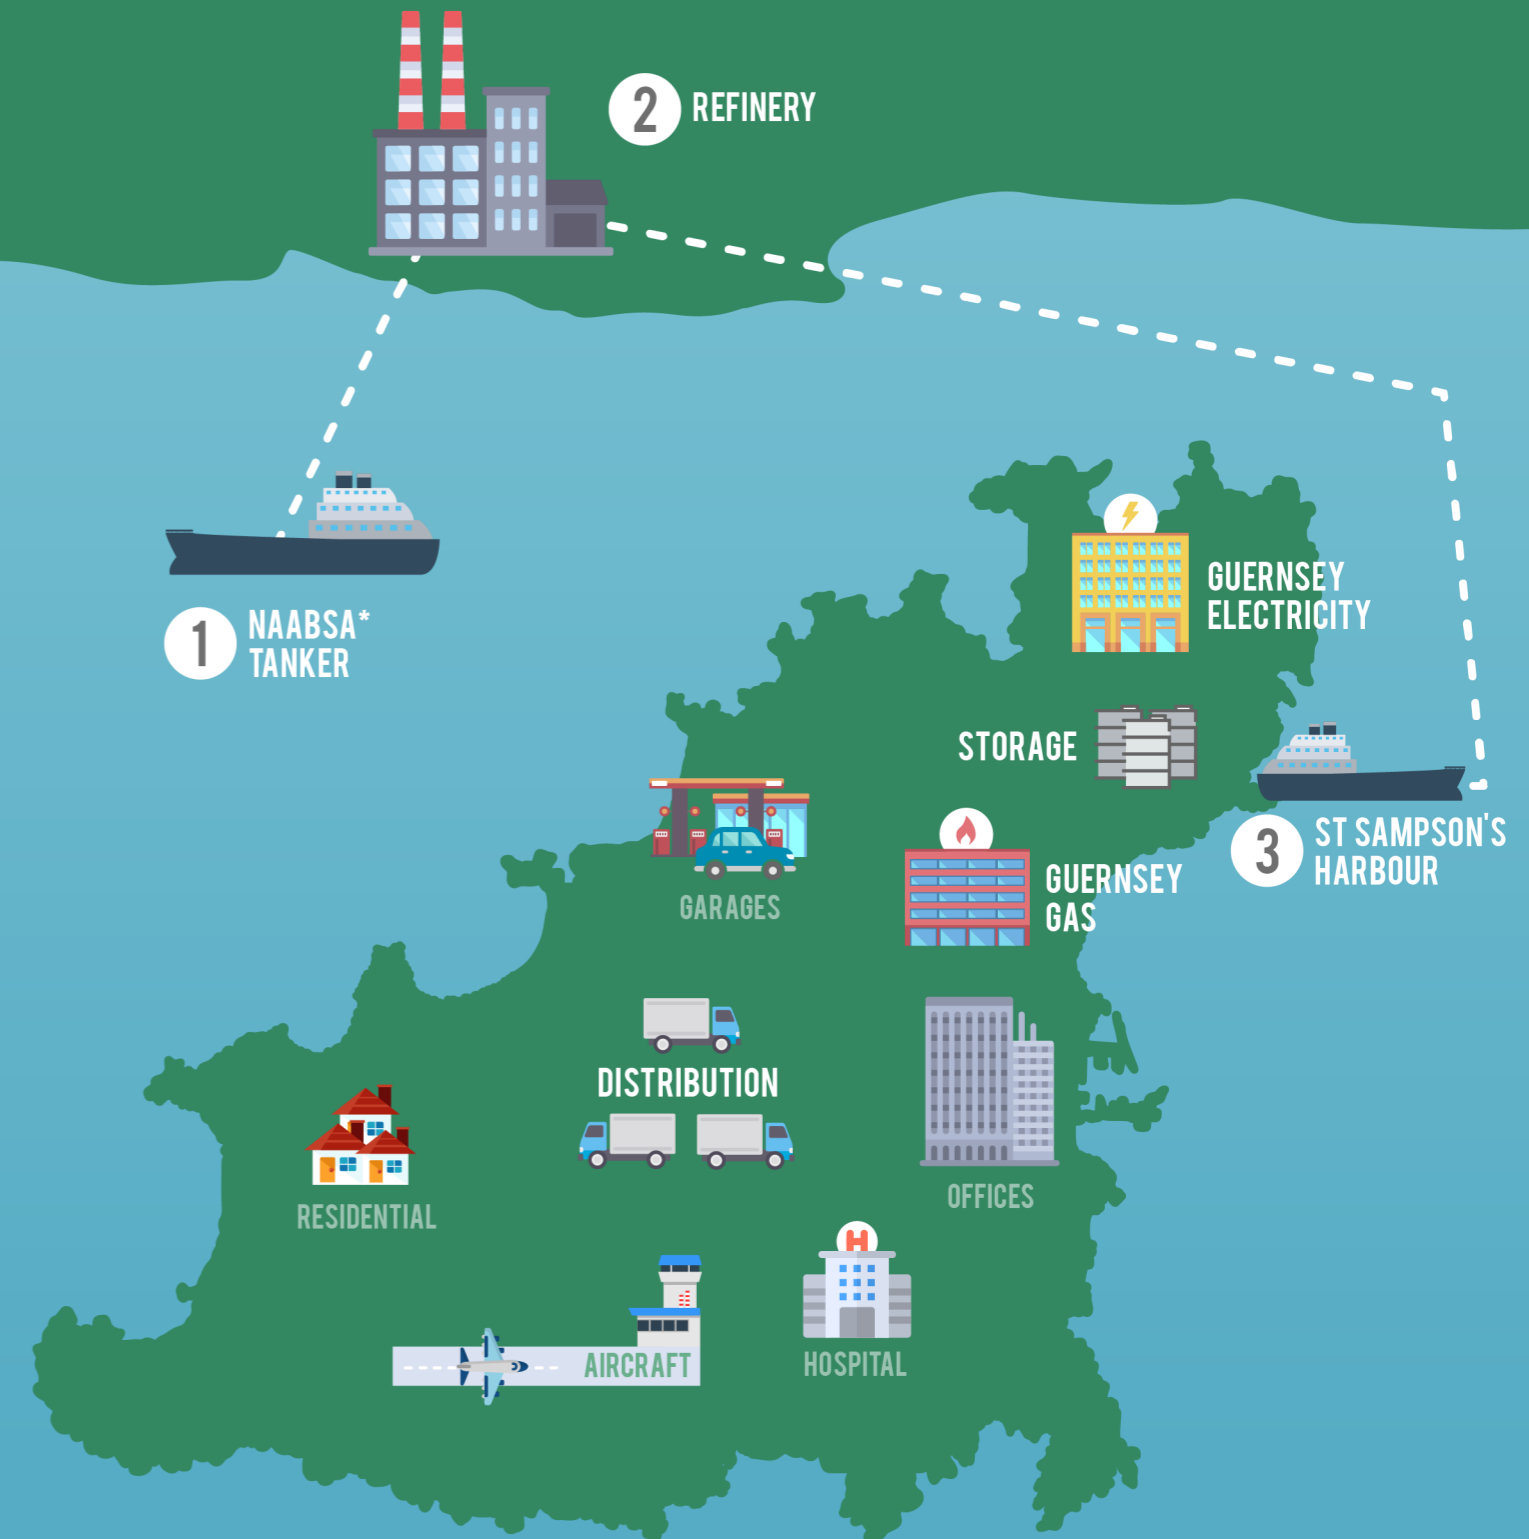 2 REFINERY
1 NAABSA*
TANKER
GUERNSEY
ELECTRICITY
STORAGE
3 ST SAMPSON'S
HARBOUR
GUERNSEY
GAS
GARAGES
DISTRIBUTION
OFFICES
RESIDENTIAL
H
HOSPITAL
AIRCRAFT